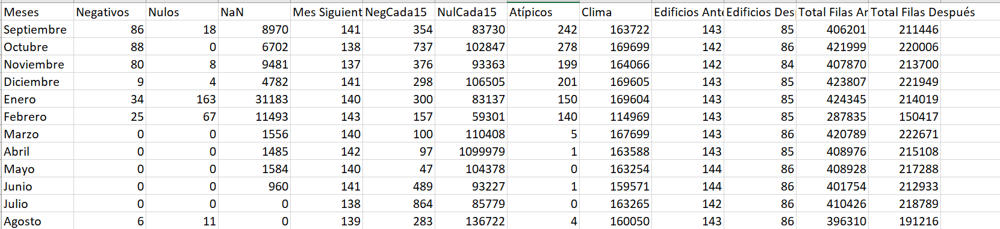 Meses Negativos Nulos NaN Mes Siguient NegCada15 NulCada15 Atípicos Clima Edificios Ante Edificios Des Total Filas An Total Filas Después
Septiembre 86 18 8970 141 354 83730 242 163722 143 85 406201 211446
Octubre 88 0 6702 138 737 102847 278 169699 142 86 421999 220006
Noviembre 80 8 9481 137 376 93363 199 164066 142 84 407870 213700
Diciembre 9 4 4782 141 298 106505 201 169605 143 85 423807 221949
Enero 34 163 31183 140 300 83137 150 169604 143 85 424345 214019
Febrero 25 67 11493 143 157 59301 140 114969 143 85 287835 150417
Marzo 0 0 1556 140 100 110408 5 167699 143 86 420789 222671
Abril 0 0 1485 142 97 1099979 1 163588 143 85 408976 215108
Mayo 0 0 1584 140 47 104378 0 163254 144 86 408928 217288
Junio 0 0 960 141 489 93227 1 159571 144 86 401754 212933
Julio 0 0 0 138 864 85779 0 163265 142 86 410426 218789
Agosto 6 11 0 139 283 136722 4 160050 143 86 396310 191216